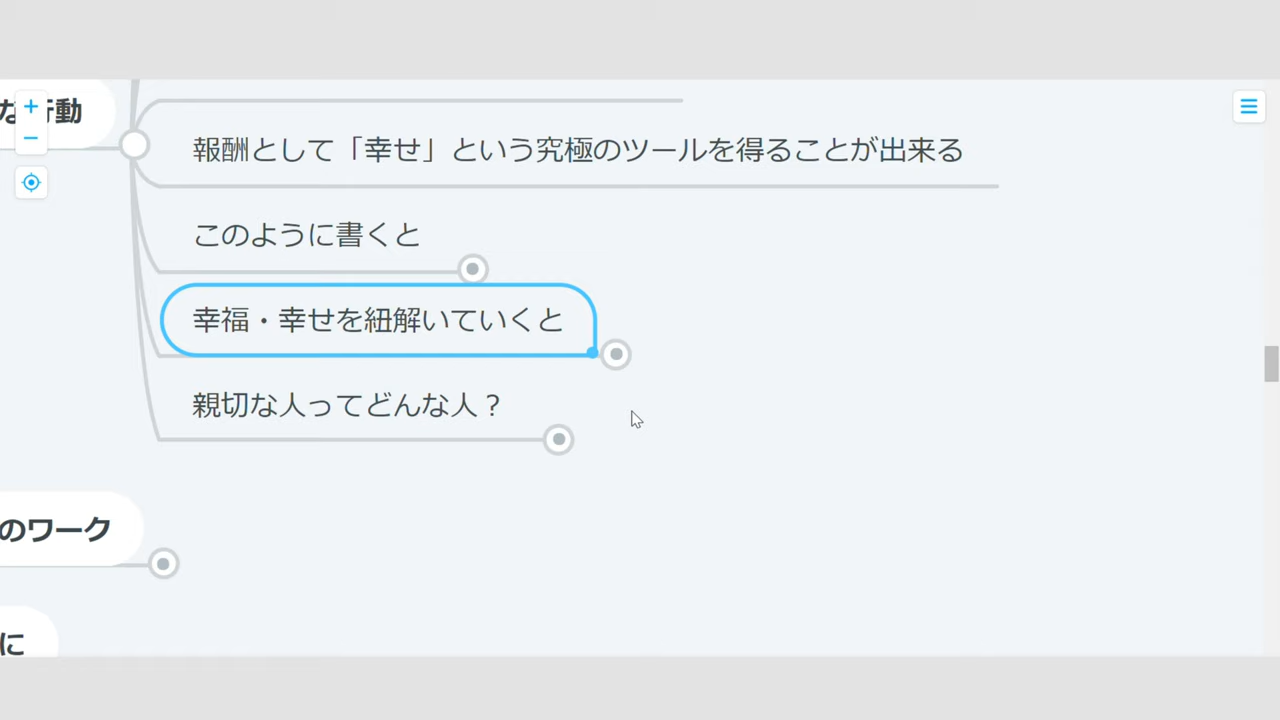 行動
報酬として「幸せ」という究極のツールを得ることが出来る
このように書くと
幸福・幸せを紐解いていくと
親切な人ってどんな人？
のワーク
に